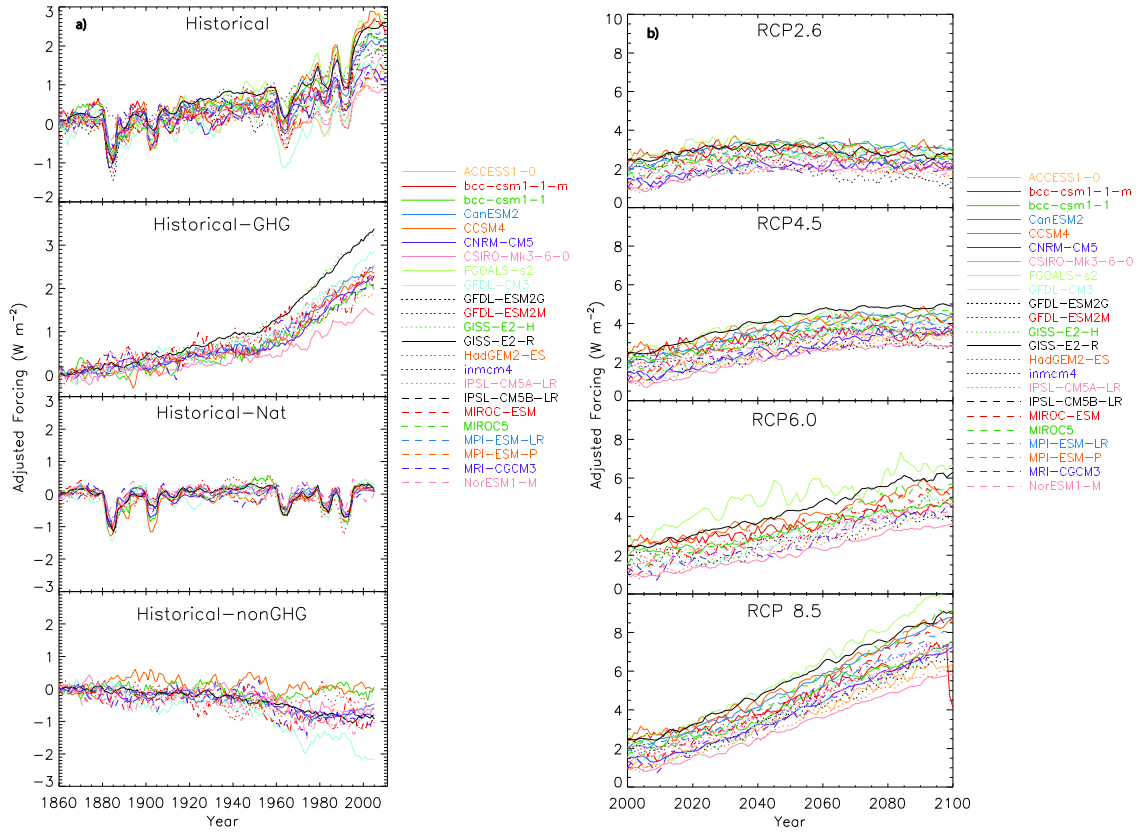 a)
Historical
3
2
1
0
−1
−2
Historical−GHG
3
2
1
0
Historical−Nat
3
2
1
0
−1
−2
−3
Historical−nonGHG
2
1
0
−1
−2
−3
1860 1880 1900 1920 1940 1960 1980 2000
Year
Adjusted Forcing (W m−2)
ACCESS1−0
bcc−csm1−1−m
bcc−csm1−1
CanESM2
CCSM4
CNRM−CM5
CSIRO−Mk3−6−0
FGOALS−s2
GFDL−CM3
GFDL−ESM2G
GFDL−ESM2M
GISS−E2−H
GISS−E2−R
HadGEM2−ES
inmcm4
IPSL−CM5A−LR
IPSL−CM5B−LR
MIROC−ESM
MIROC5
MPI−ESM−LR
MPI−ESM−P
MRI−CGCM3
NorESM1−M
b)
RCP2.6
10
8
6
4
2
0
RCP4.5
8
6
4
2
0
RCP6.0
8
6
4
2
0
RCP 8.5
8
6
4
2
0
2000 2020 2040 2060 2080 2100
Year
Adjusted Forcing (W m−2)
ACCESS1−0
bcc−csm1−1−m
bcc−csm1−1
CanESM2
CCSM4
CNRM−CM5
CSIRO−Mk3−6−0
FGOALS−s2
GFDL−CM3
GFDL−ESM2G
GFDL−ESM2M
GISS−E2−H
GISS−E2−R
HadGEM2−ES
inmcm4
IPSL−CM5A−LR
IPSL−CM5B−LR
MIROC−ESM
MIROC5
MPI−ESM−LR
MPI−ESM−P
MRI−CGCM3
NorESM1−M